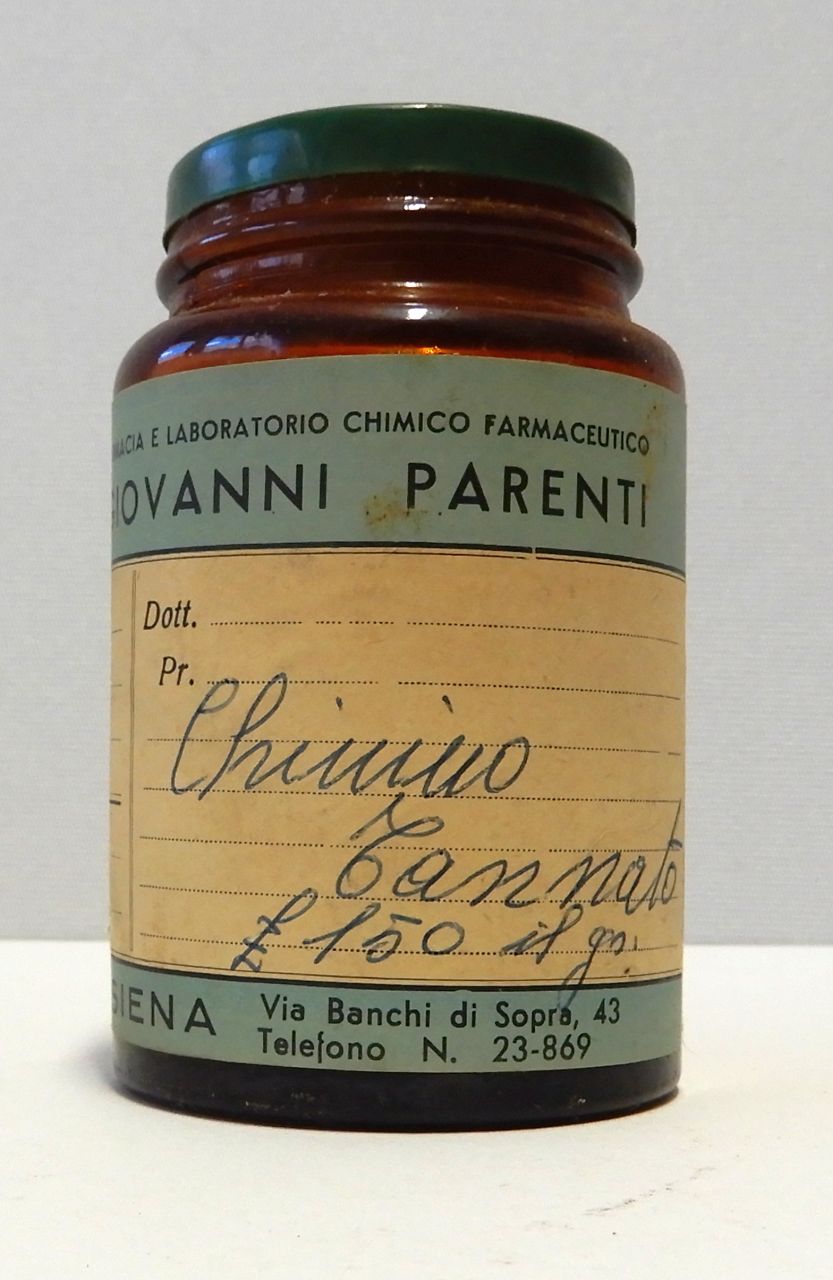 MACIA E LABORATORIO CHIMICO FARMACEUTICO
GIOVANNI PARENTI
Dott.
Pr.
Chinino
Tannato
£ 150 il gr.
SIENA
Via Banchi di Sopra, 43
Telefono N. 23-869